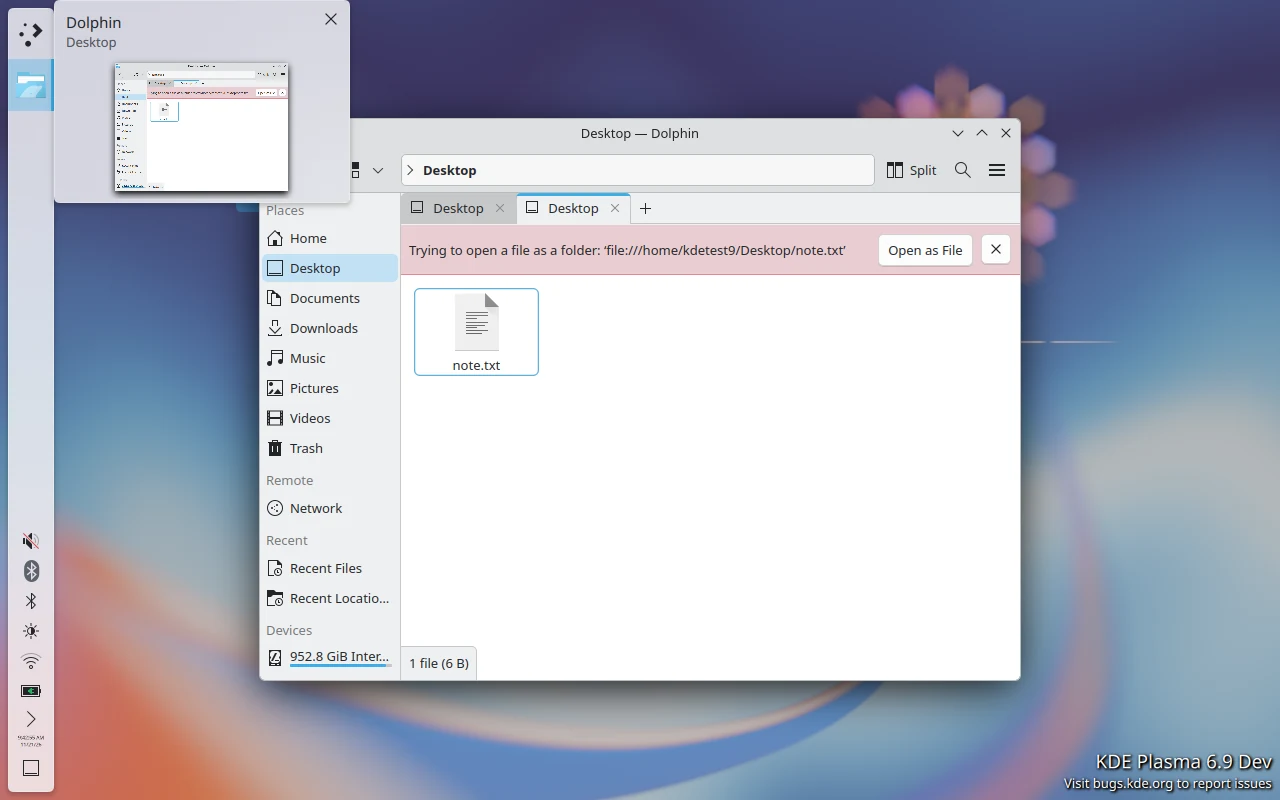 Dolphin
Desktop
Desktop — Dolphin
Desktop
Split
Places
Desktop
Desktop
Trying to open a file as a folder: ‘file:///home/kdetest9/Desktop/note.txt’
Open as File
Home
Desktop
Documents
Downloads
Music
Pictures
Videos
Trash
Remote
Network
Recent
Recent Files
Recent Locatio...
Devices
952.8 GiB Inter...
note.txt
1 file (6 B)
KDE Plasma 6.9 Dev
Visit bugs.kde.org to report issues